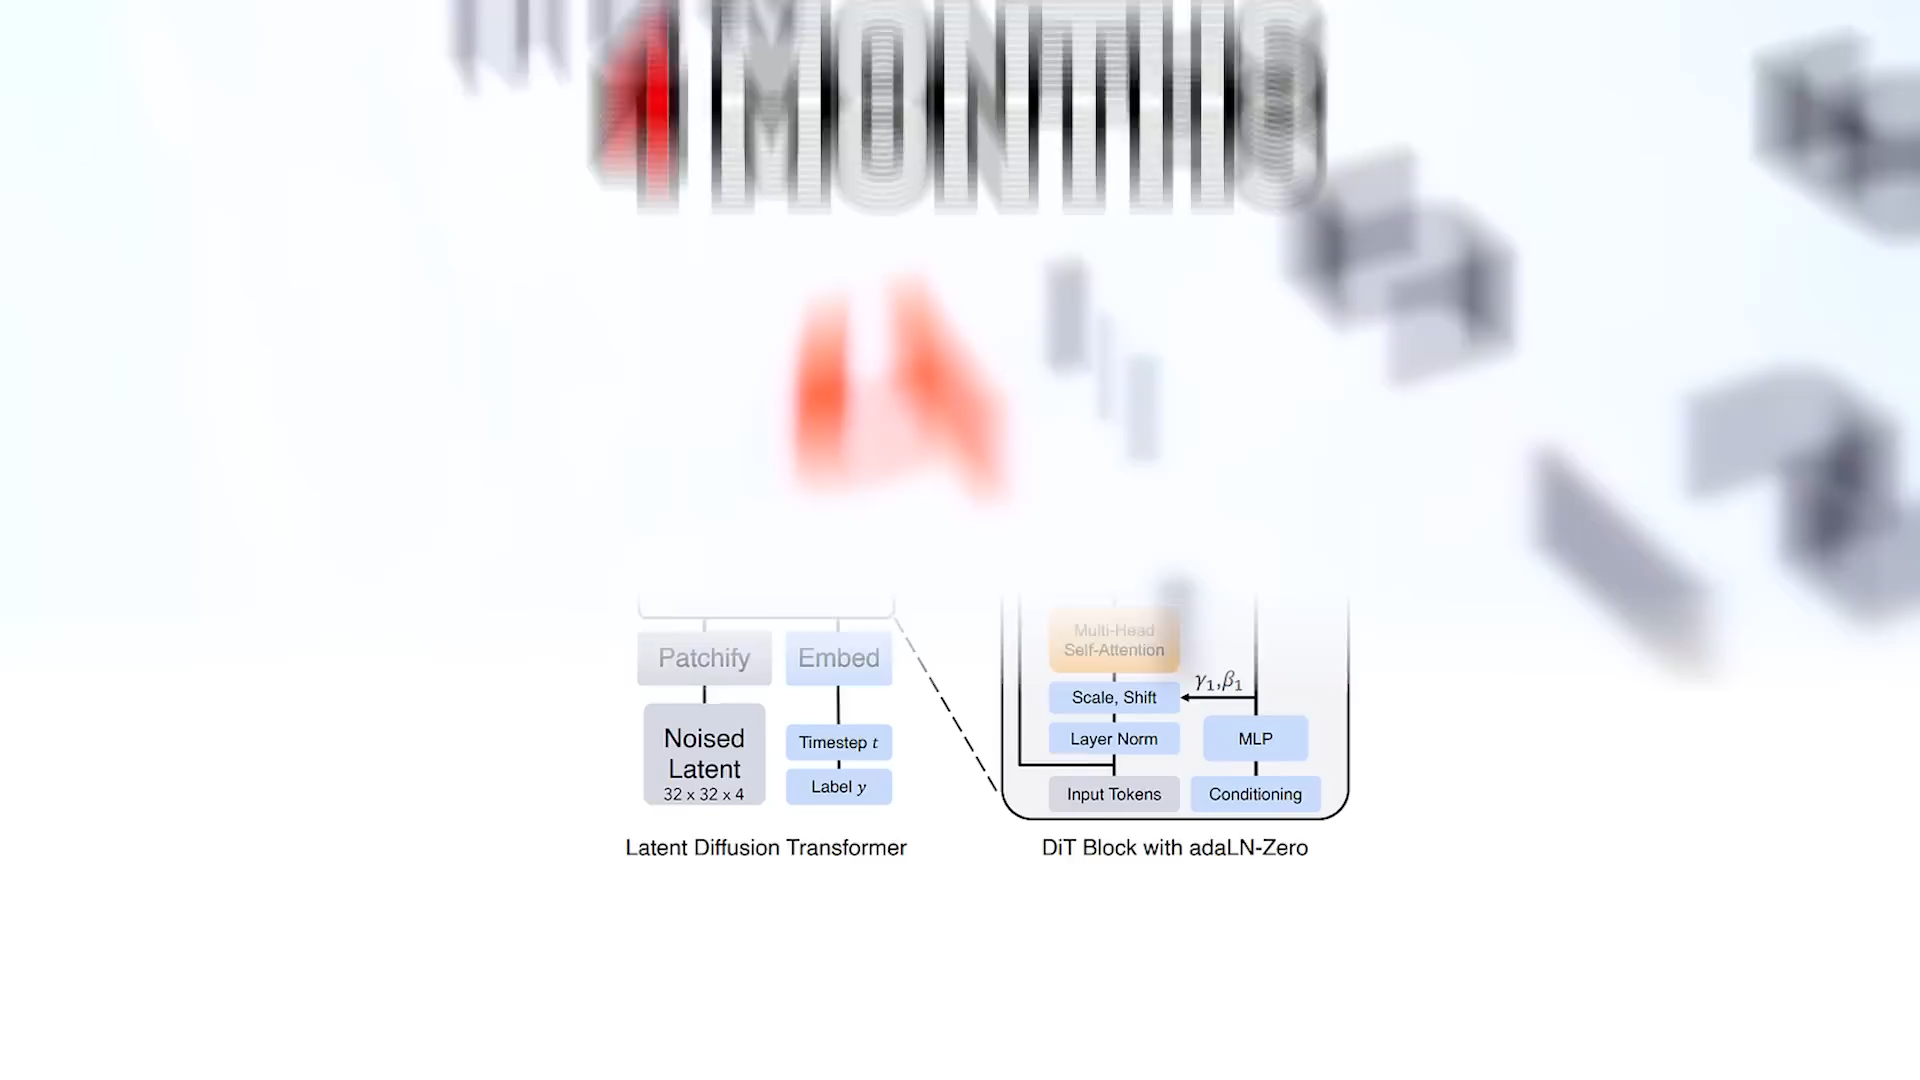 4 MONTHS
Patchify
Embed
Noised
Latent
32 x 32 x 4
Timestep t
Label y
Multi-Head
Self-Attention
γ₁,β₁
Scale, Shift
Layer Norm
MLP
Input Tokens
Conditioning
Latent Diffusion Transformer
DiT Block with adaLN-Zero